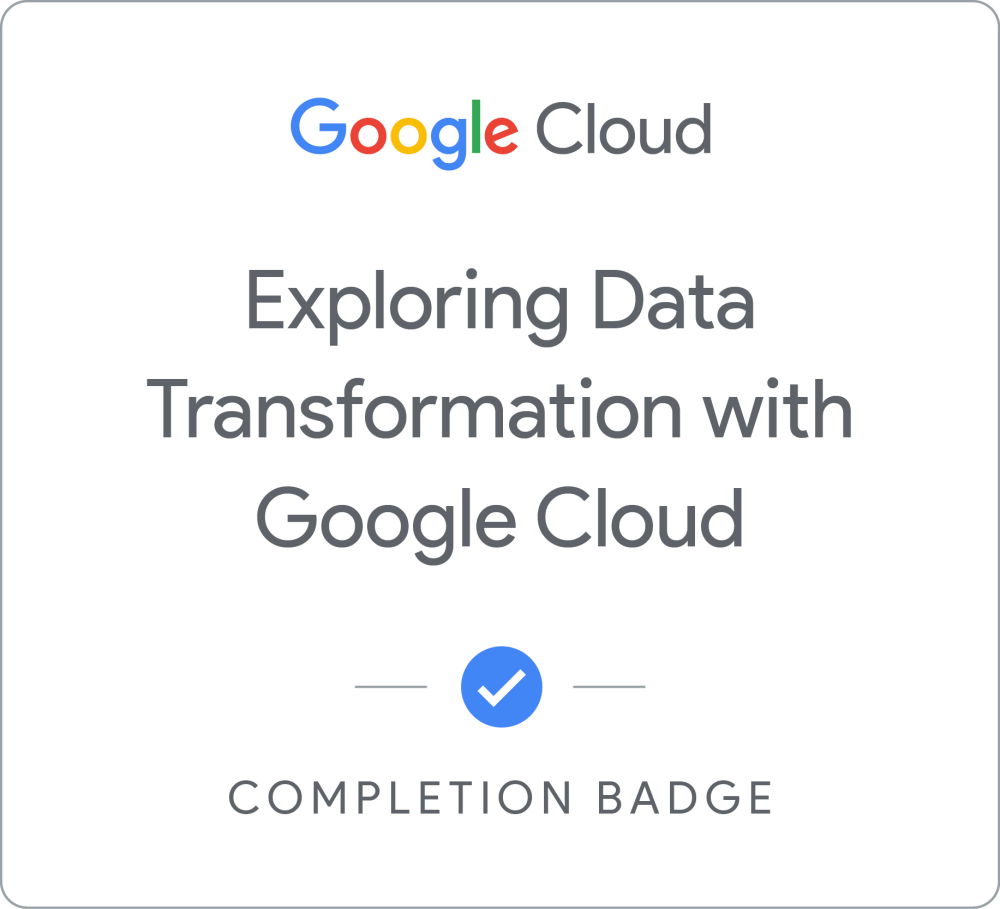 Google Cloud
Exploring Data
Transformation with
Google Cloud
COMPLETION BADGE